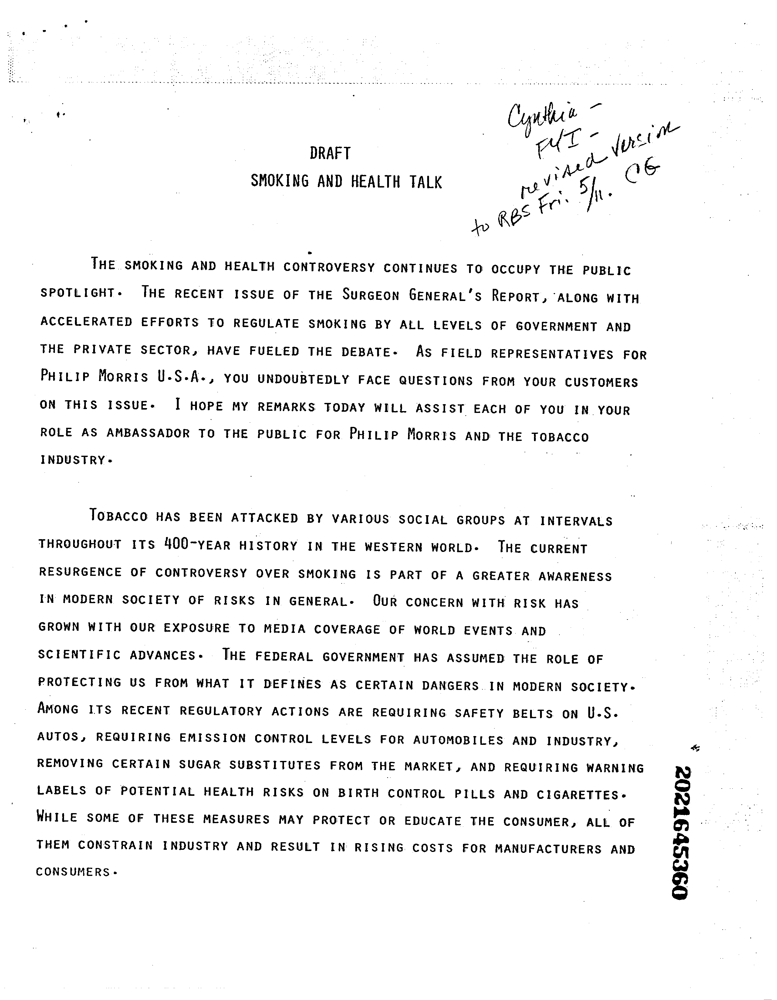 Cynthia -
FYI -
revised version
to RBS Fri. 5/11. CG
DRAFT
SMOKING AND HEALTH TALK
THE SMOKING AND HEALTH CONTROVERSY CONTINUES TO OCCUPY THE PUBLIC
SPOTLIGHT. THE RECENT ISSUE OF THE SURGEON GENERAL'S REPORT, ALONG WITH
ACCELERATED EFFORTS TO REGULATE SMOKING BY ALL LEVELS OF GOVERNMENT AND
THE PRIVATE SECTOR, HAVE FUELED THE DEBATE. AS FIELD REPRESENTATIVES FOR
PHILIP MORRIS U.S.A., YOU UNDOUBTEDLY FACE QUESTIONS FROM YOUR CUSTOMERS
ON THIS ISSUE. I HOPE MY REMARKS TODAY WILL ASSIST EACH OF YOU IN YOUR
ROLE AS AMBASSADOR TO THE PUBLIC FOR PHILIP MORRIS AND THE TOBACCO
INDUSTRY.
TOBACCO HAS BEEN ATTACKED BY VARIOUS SOCIAL GROUPS AT INTERVALS
THROUGHOUT ITS 400-YEAR HISTORY IN THE WESTERN WORLD. THE CURRENT
RESURGENCE OF CONTROVERSY OVER SMOKING IS PART OF A GREATER AWARENESS
IN MODERN SOCIETY OF RISKS IN GENERAL. OUR CONCERN WITH RISK HAS
GROWN WITH OUR EXPOSURE TO MEDIA COVERAGE OF WORLD EVENTS AND
SCIENTIFIC ADVANCES. THE FEDERAL GOVERNMENT HAS ASSUMED THE ROLE OF
PROTECTING US FROM WHAT IT DEFINES AS CERTAIN DANGERS IN MODERN SOCIETY.
AMONG ITS RECENT REGULATORY ACTIONS ARE REQUIRING SAFETY BELTS ON U.S.
AUTOS, REQUIRING EMISSION CONTROL LEVELS FOR AUTOMOBILES AND INDUSTRY,
REMOVING CERTAIN SUGAR SUBSTITUTES FROM THE MARKET, AND REQUIRING WARNING
LABELS OF POTENTIAL HEALTH RISKS ON BIRTH CONTROL PILLS AND CIGARETTES.
WHILE SOME OF THESE MEASURES MAY PROTECT OR EDUCATE THE CONSUMER, ALL OF
THEM CONSTRAIN INDUSTRY AND RESULT IN RISING COSTS FOR MANUFACTURERS AND
CONSUMERS.
2021645360